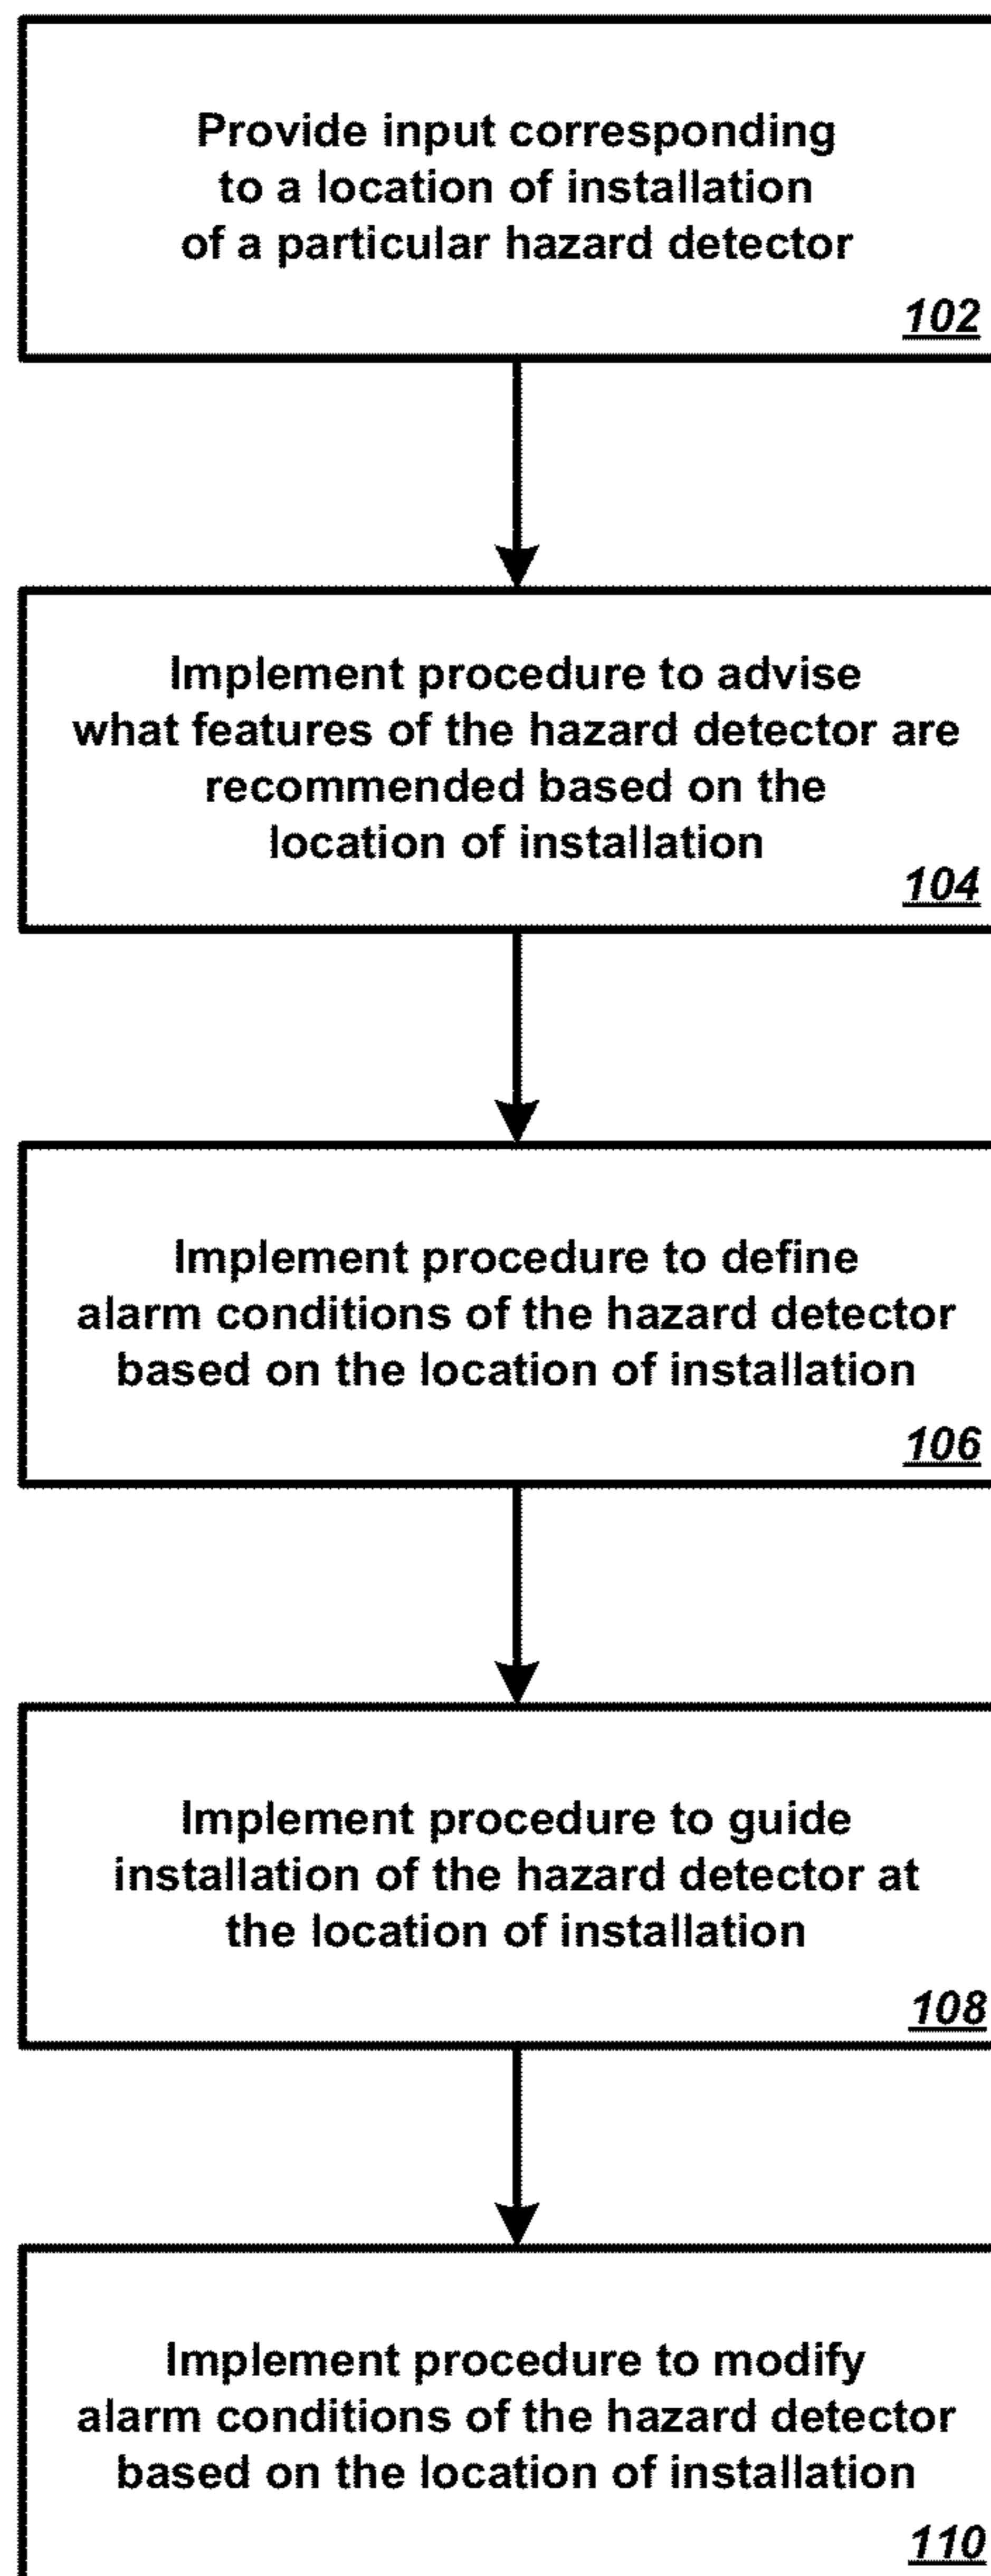 Provide input corresponding
to a location of installation
of a particular hazard detector
102
Implement procedure to advise
what features of the hazard detector are
recommended based on the
location of installation
104
Implement procedure to define
alarm conditions of the hazard detector
based on the location of installation
106
Implement procedure to guide
installation of the hazard detector at
the location of installation
108
Implement procedure to modify
alarm conditions of the hazard detector
based on the location of installation
110